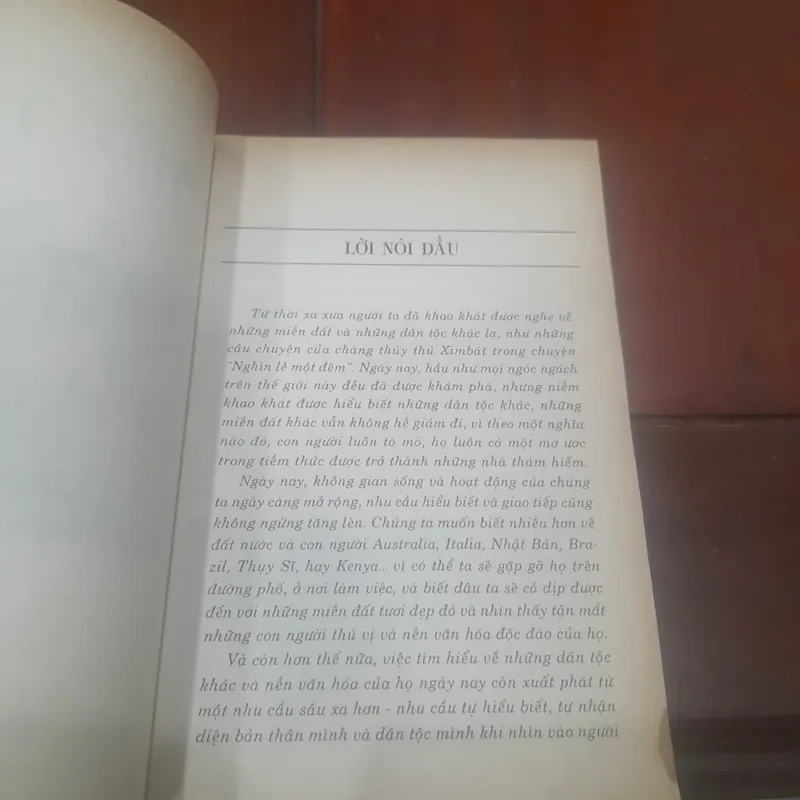 LỜI NÓI ĐẦU
Từ thời xa xưa người ta đã khao khát được nghe về
những miền đất và những dân tộc khác lạ, như những
câu chuyện của chàng thủy thủ Ximbát trong chuyện
"Nghìn lẻ một đêm". Ngày nay, hầu như mọi ngóc ngách
trên thế giới này đều đã được khám phá, nhưng niềm
khao khát được hiểu biết những dân tộc khác, những
miền đất khác vẫn không hề giảm đi, vì theo một nghĩa
nào đó, con người luôn tò mò, họ luôn có một mơ ước
trong tiềm thức được trở thành những nhà thám hiểm.
Ngày nay, không gian sống và hoạt động của chúng
ta ngày càng mở rộng, nhu cầu hiểu biết và giao tiếp cũng
không ngừng tăng lên. Chúng ta muốn biết nhiều hơn về
đất nước và con người Australia, Italia, Nhật Bản, Bra-
zil, Thụy Sĩ, hay Kenya... vì có thể ta sẽ gặp gỡ họ trên
đường phố, ở nơi làm việc, và biết đâu ta sẽ có dịp được
đến với những miền đất tươi đẹp đó và nhìn thấy tận mắt
những con người thú vị và nền văn hóa độc đáo của họ.
Và còn hơn thế nữa, việc tìm hiểu về những dân tộc
khác và nền văn hóa của họ ngày nay còn xuất phát từ
một nhu cầu sâu xa hơn - nhu cầu tự hiểu biết, tự nhận
diện bản thân mình và dân tộc mình khi nhìn vào người